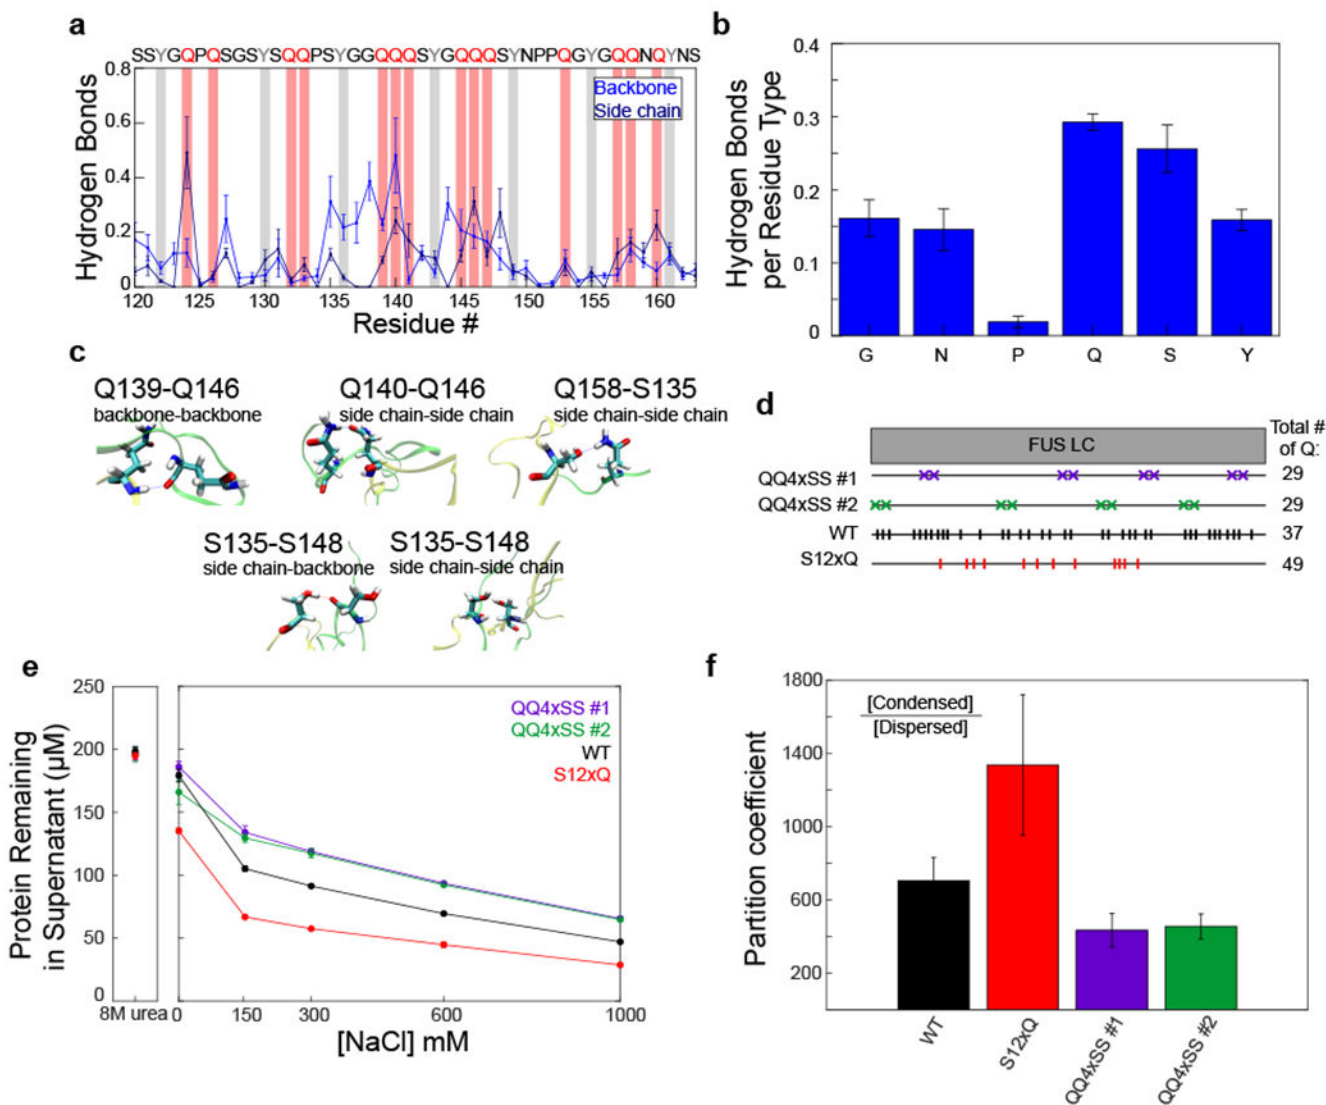 a
SSYGQPQSGSYSQQPSYGGQQQSYGQQQSYNPPQGYGQQNQYNS
Hydrogen Bonds
0.8
0.6
0.4
0.2
0
Backbone
Side chain
120 125 130 135 140 145 150 155 160
Residue #
b
Hydrogen Bonds
per Residue Type
0.4
0.3
0.2
0.1
0
G N P Q S Y
c
Q139-Q146
backbone-backbone
Q140-Q146
side chain-side chain
Q158-S135
side chain-side chain
S135-S148
side chain-backbone
S135-S148
side chain-side chain
d
Total #
of Q:
FUS LC
QQ4xSS #1 29
QQ4xSS #2 29
WT 37
S12xQ 49
e
Protein Remaining
in Supernatant (µM)
250
200
150
100
50
0
QQ4xSS #1
QQ4xSS #2
WT
S12xQ
8M urea 0 150 300 600 1000
[NaCl] mM
f
Partition coefficient
1800
1400
1000
600
200
[Condensed]
[Dispersed]
WT
S12xQ
QQ4xSS #1
QQ4xSS #2